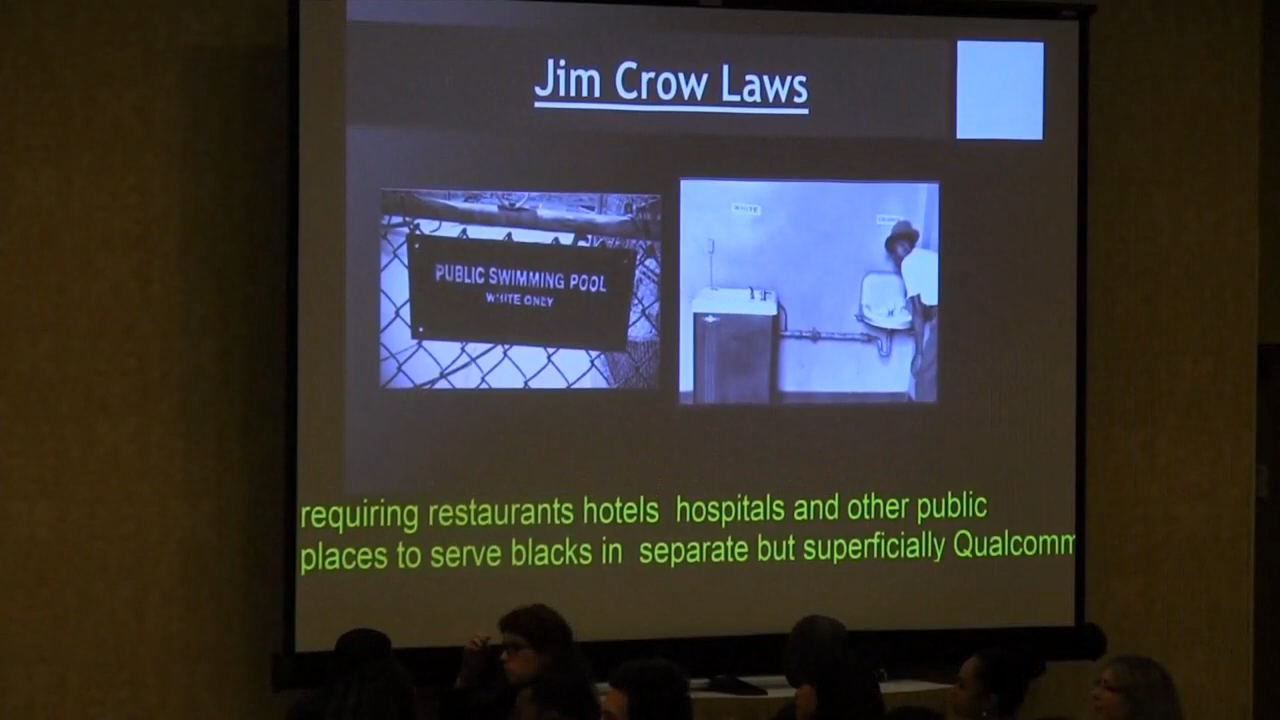 Jim Crow Laws
PUBLIC SWIMMING POOL
WHITE ONLY
WHITE
requiring restaurants hotels hospitals and other public
places to serve blacks in separate but superficially Qualcomm